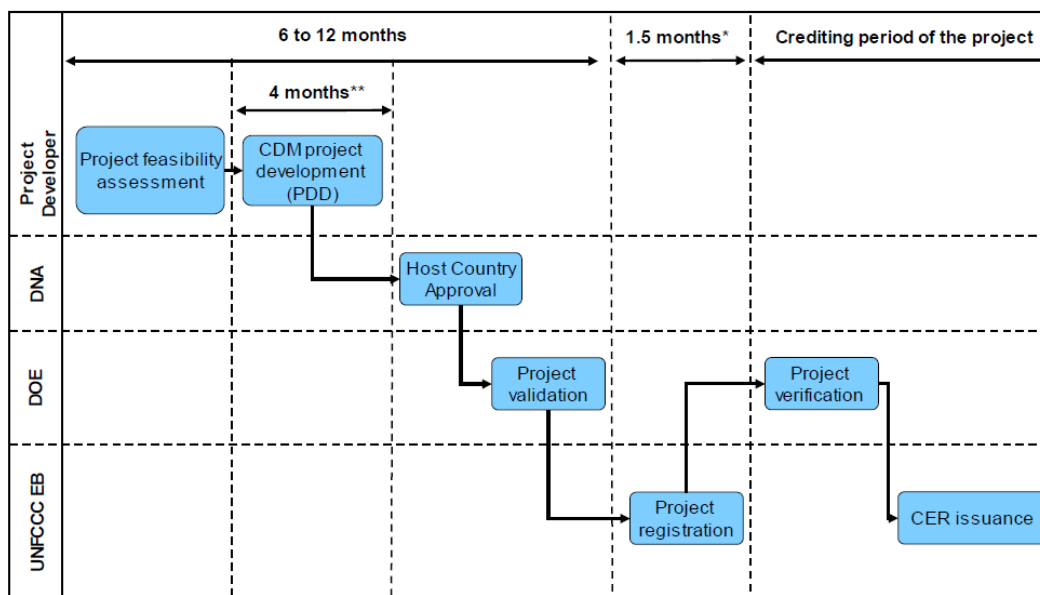 6 to 12 months
1.5 months*
Crediting period of the project
4 months**
Project
Developer
Project feasibility
assessment
CDM project
development
(PDD)
DNA
Host Country
Approval
DOE
Project
validation
Project
verification
UNFCCC EB
Project
registration
CER issuance